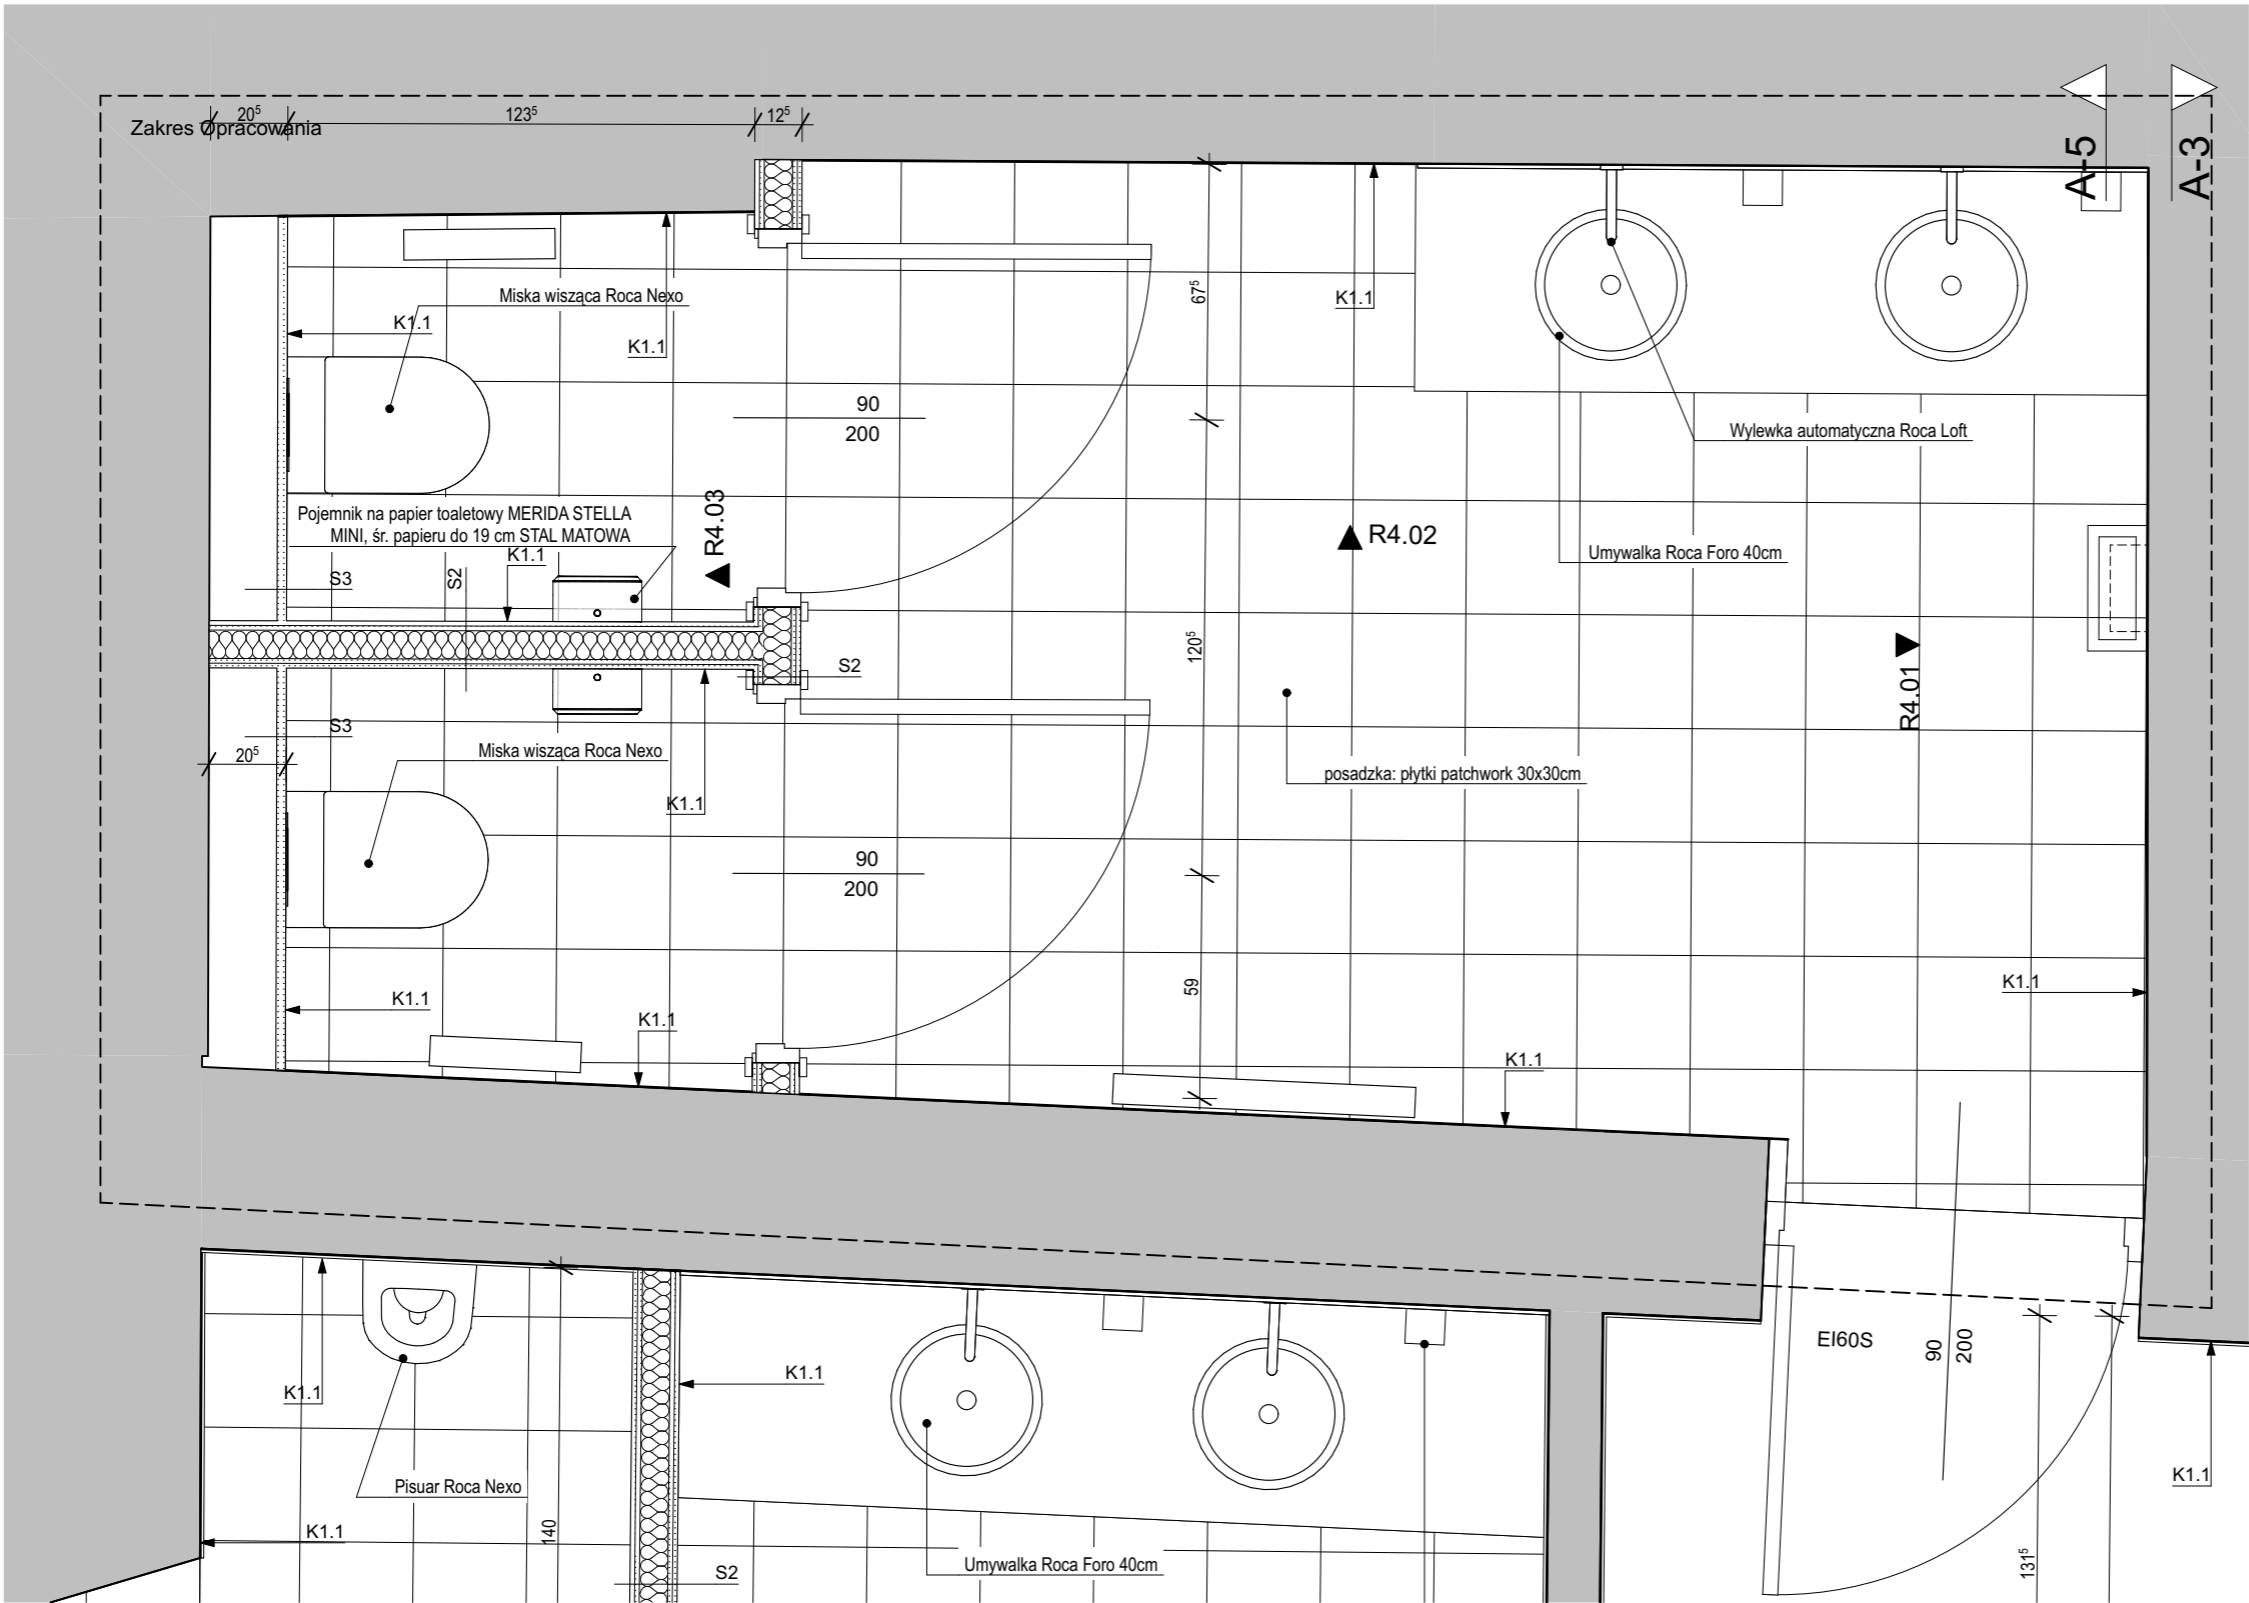 20⁵
123⁵
12⁵
Zakres Opracowania
A-5
A-3
67⁵
K1.1
Miska wisząca Roca Nexo
K1.1
K1.1
90
200
Wylewka automatyczna Roca Loft
Pojemnik na papier toaletowy MERIDA STELLA
MINI, śr. papieru do 19 cm STAL MATOWA
K1.1
R4.03
R4.02
Umywalka Roca Foro 40cm
S3
S2
120⁵
S2
R4.01
S3
20⁵
Miska wisząca Roca Nexo
K1.1
posadzka: płytki patchwork 30x30cm
90
200
59
K1.1
K1.1
K1.1
K1.1
EI60S
90
200
K1.1
K1.1
K1.1
Pisuar Roca Nexo
K1.1
140
S2
Umywalka Roca Foro 40cm
131⁵